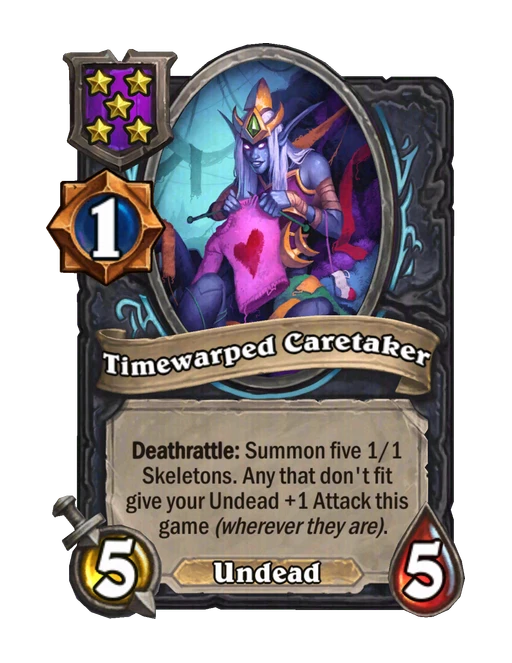 1
Timewarped Caretaker
Deathrattle: Summon five 1/1
Skeletons. Any that don't fit
give your Undead +1 Attack this
game (wherever they are).
5
Undead
5